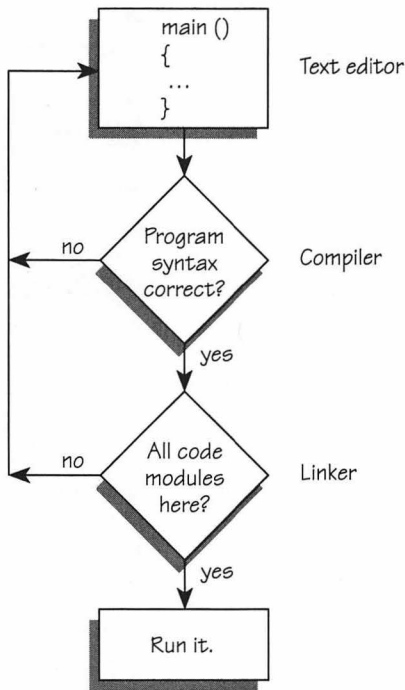 main ()
{
...
}
Text editor
Program
syntax
correct?
no
Compiler
yes
All code
modules
here?
no
Linker
yes
Run it.